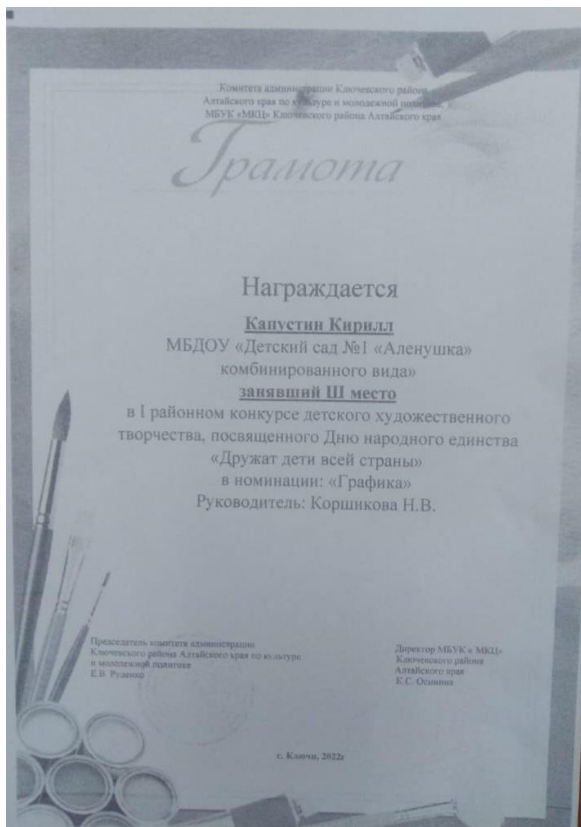 Комитета администрации Ключевского района
Алтайского края по культуре и молодежной политике,
МБУК «МКЦ» Ключевского района Алтайского края
Грамота
Награждается
Капустин Кирилл
МБДОУ «Детский сад №1 «Аленушка»
комбинированного вида»
занявший III место
в I районном конкурсе детского художественного
творчества, посвященного Дню народного единства
«Дружат дети всей страны»
в номинации: «Графика»
Руководитель: Коршикова Н.В.
Председатель комитета администрации
Ключевского района Алтайского края по культуре
и молодежной политике
Е.В. Руденко
Директор МБУК « МКЦ»
Ключевского района
Алтайского края
К.С.
г. Ключи, 2022г